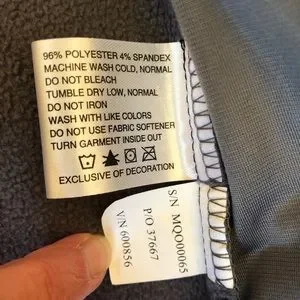 96% POLYESTER 4% SPANDEX
MACHINE WASH COLD, NORMAL
DO NOT BLEACH
TUMBLE DRY LOW, NORMAL
DO NOT IRON
WASH WITH LIKE COLORS
DO NOT USE FABRIC SOFTENER
TURN GARMENT INSIDE OUT
EXCLUSIVE OF DECORATION
S/N MQO00065
P/O 37667
V/N 600856